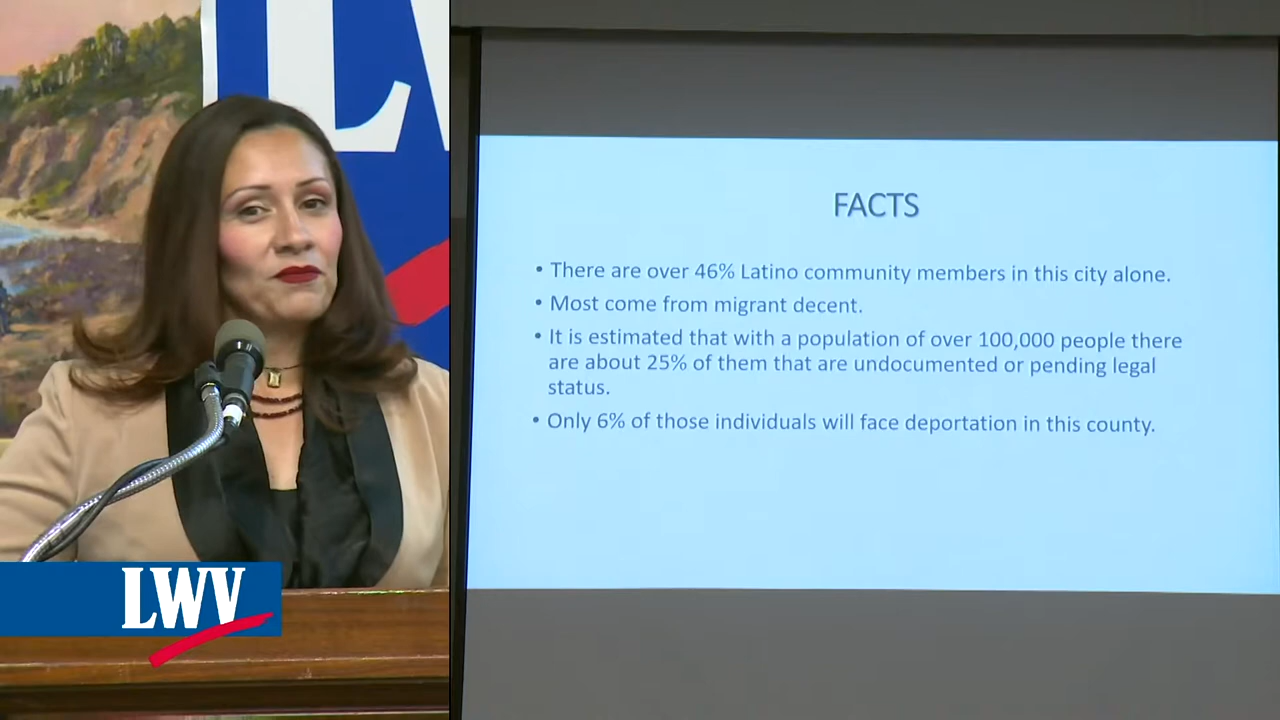 LW
LWV
FACTS
• There are over 46% Latino community members in this city alone.
• Most come from migrant decent.
• It is estimated that with a population of over 100,000 people there
are about 25% of them that are undocumented or pending legal
status.
• Only 6% of those individuals will face deportation in this county.